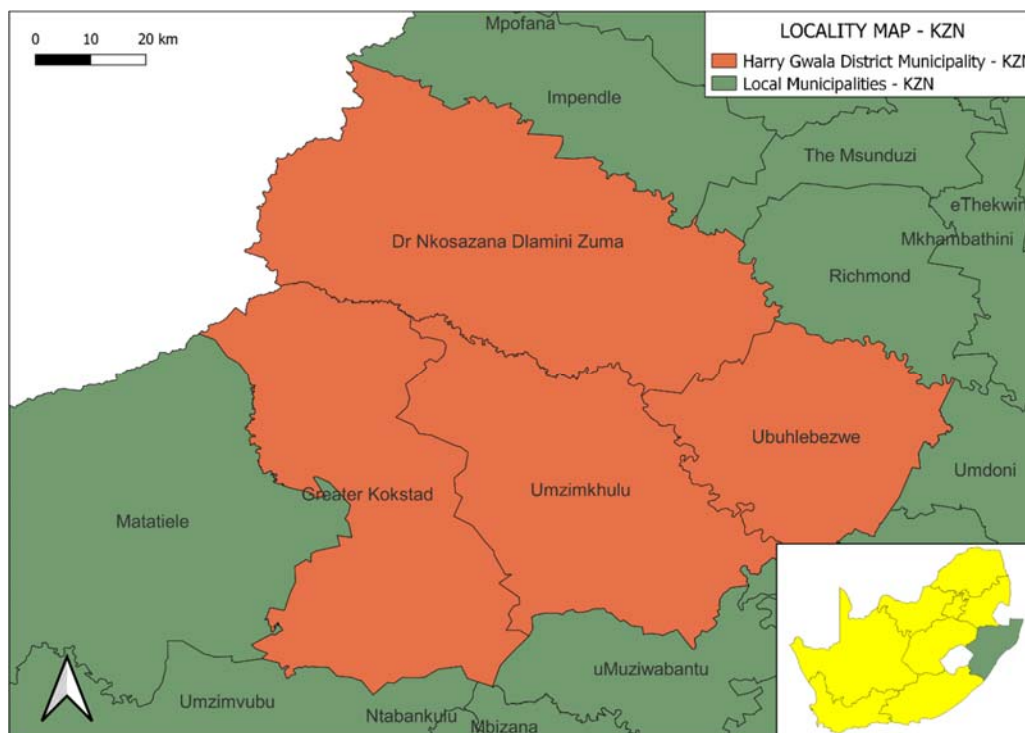 Mpofana
0 10 20 km
LOCALITY MAP - KZN
Harry Gwala District Municipality - KZN
Local Municipalities - KZN
Impendle
The Msunduzi
eThekwin
Mkhambathini
Dr Nkosazana Dlamini Zuma
Richmond
Ubuhlebezwe
Umdoni
Greater Kokstad
Umzimkhulu
Matatiele
uMuziwabantu
Umzimvubu
Ntabankulu
Mbizana